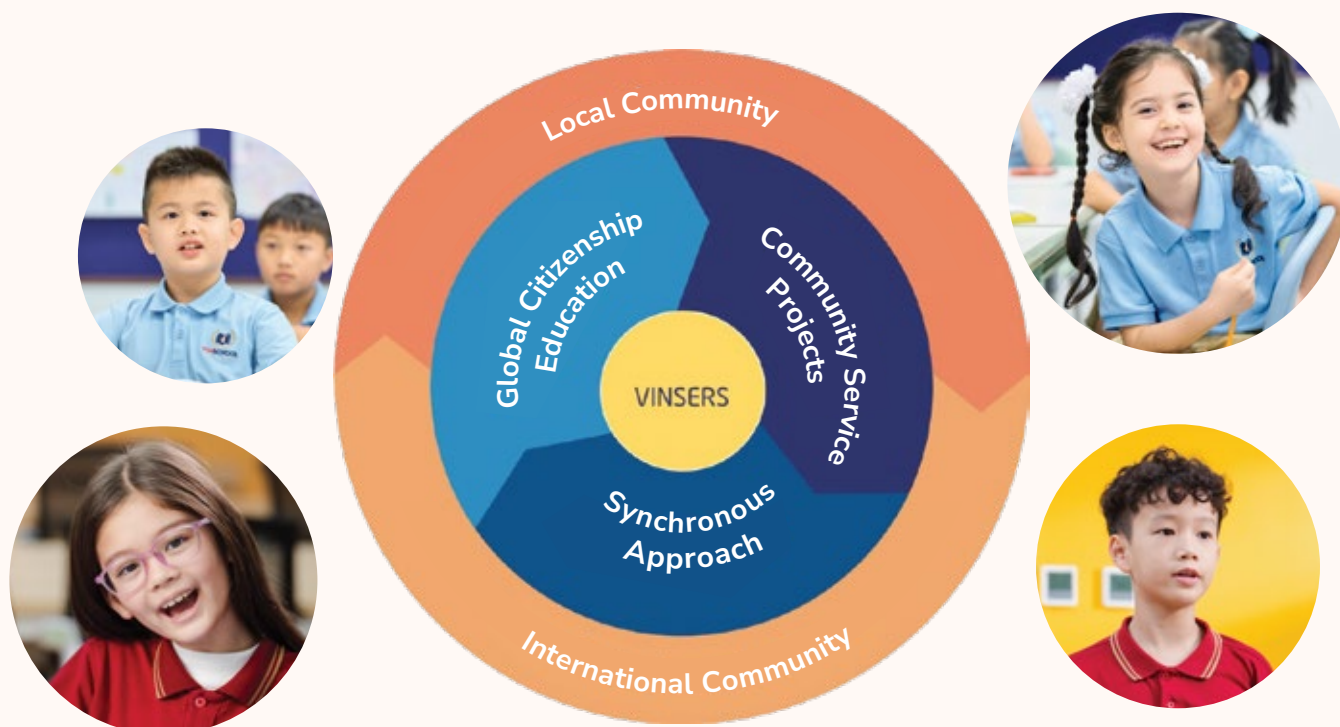 Local Community
Global Citizenship
Education
Community Service
Projects
VINSERS
Synchronous
Approach
International Community